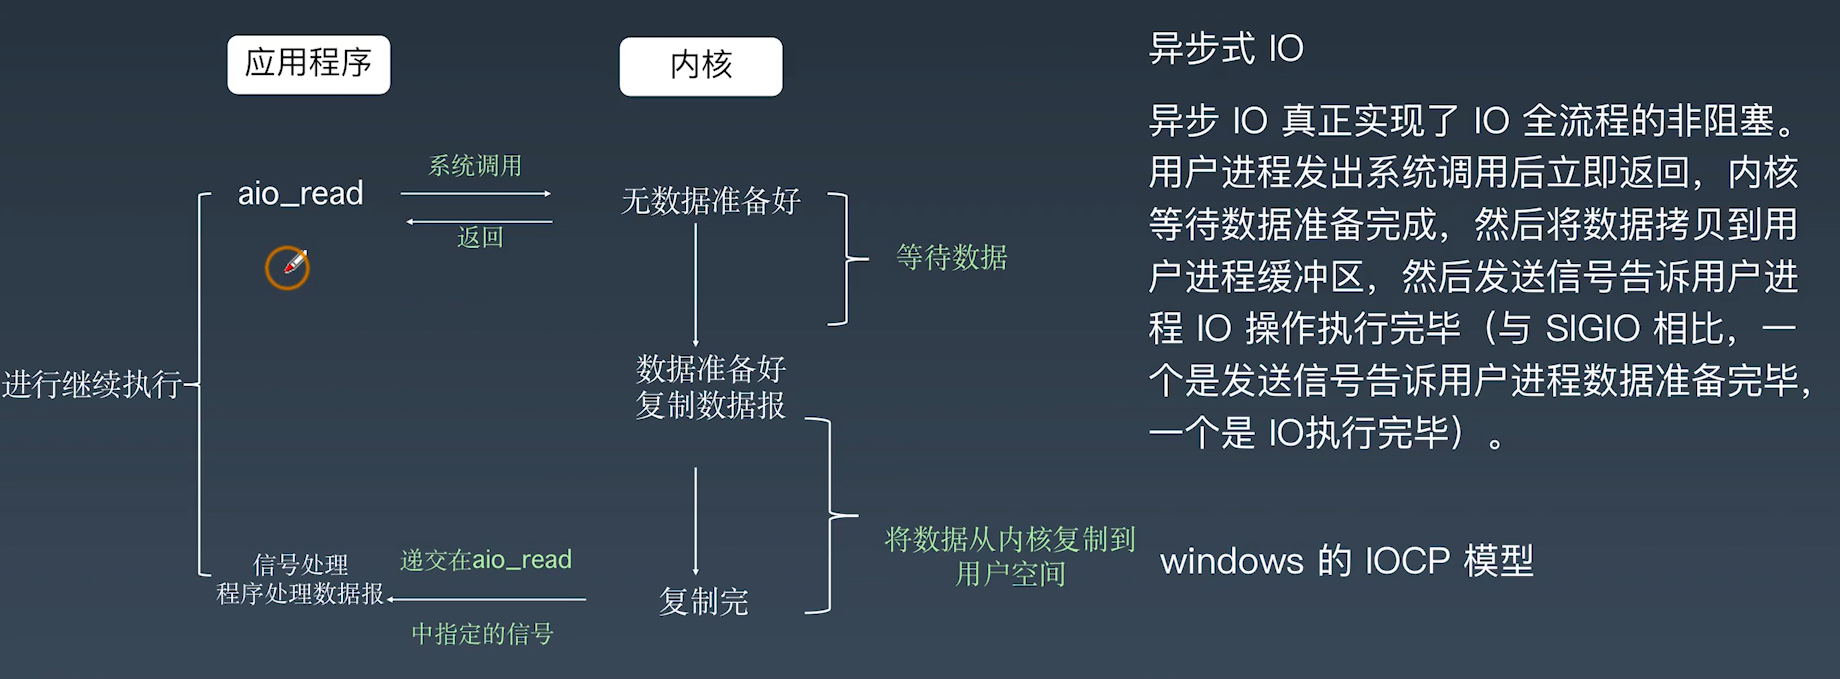 应用程序
内核
系统调用
aio_read
返回
无数据准备好
等待数据
进行继续执行
数据准备好
复制数据报
将数据从内核复制到
用户空间
信号处理
程序处理数据报
递交在aio_read
中指定的信号
复制完
异步式 IO
异步 IO 真正实现了 IO 全流程的非阻塞。
用户进程发出系统调用后立即返回，内核
等待数据准备完成，然后将数据拷贝到用
户进程缓冲区，然后发送信号告诉用户进
程 IO 操作执行完毕（与 SIGIO 相比，一
个是发送信号告诉用户进程数据准备完毕，
一个是 IO执行完毕）。
windows 的 IOCP 模型